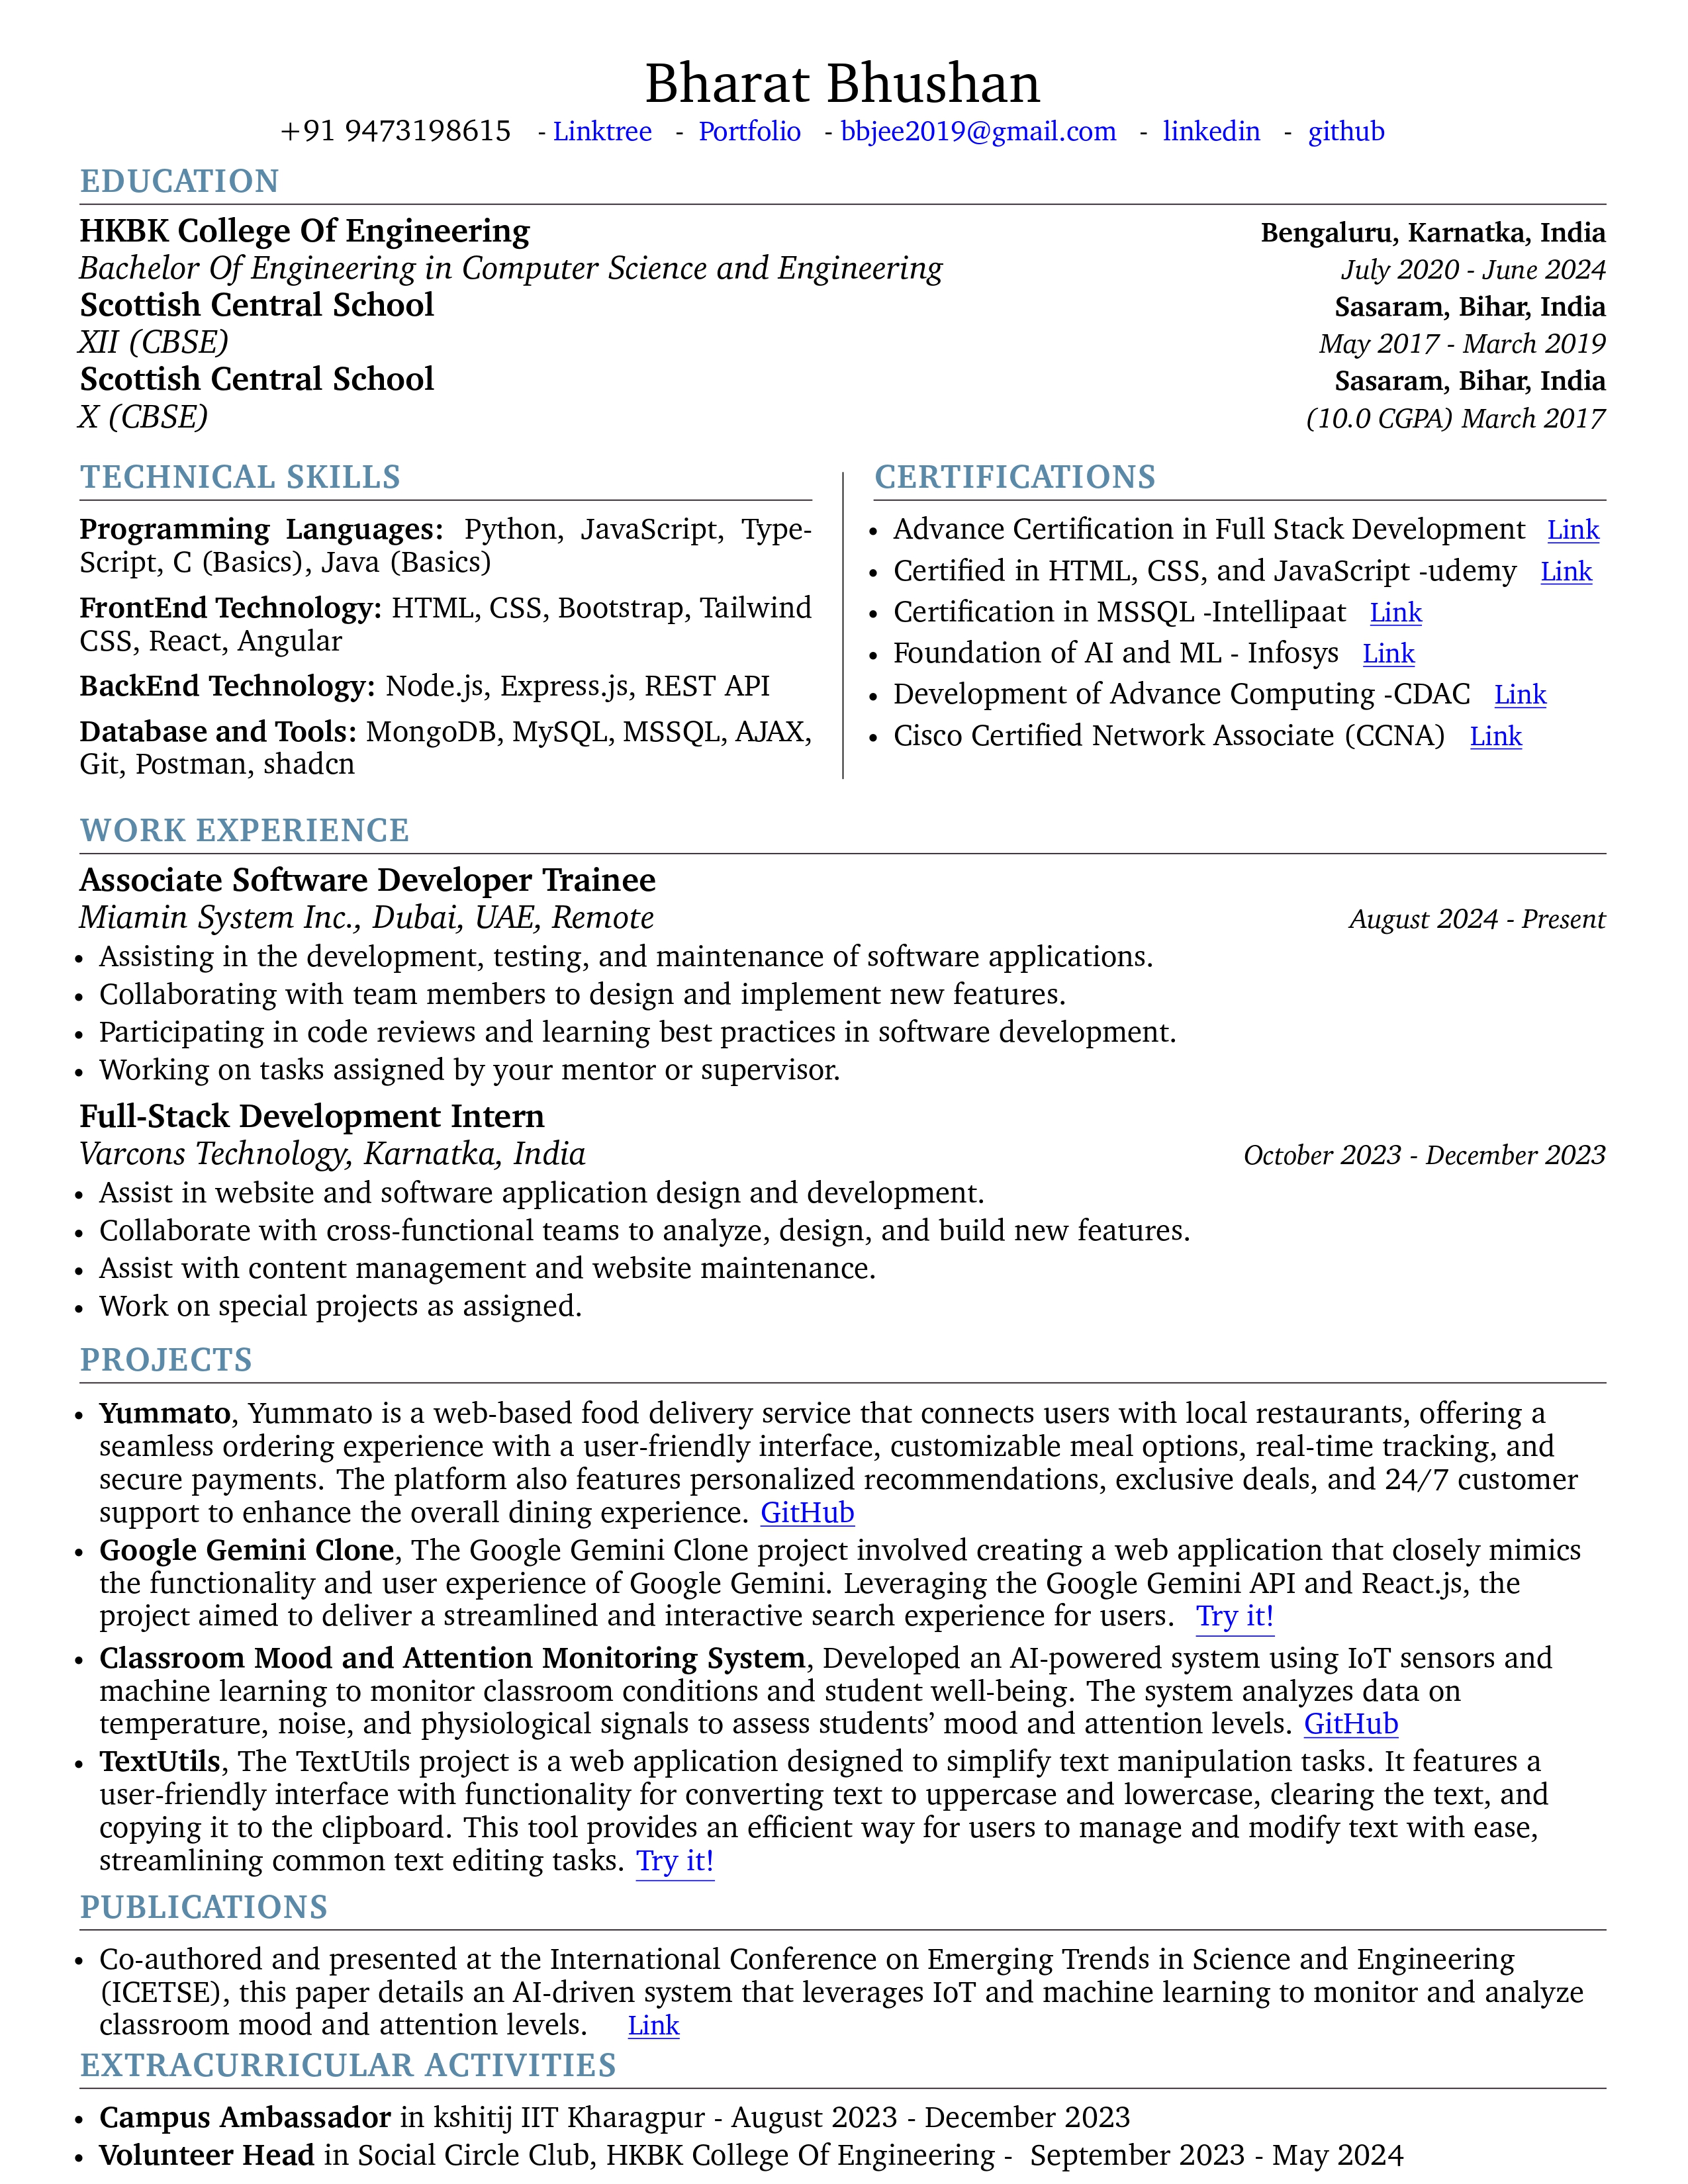 Bharat Bhushan
+91 9473198615 - Linktree - Portfolio - bbjee2019@gmail.com - linkedin - github
EDUCATION
HKBK College Of Engineering Bengaluru, Karnatka, India
Bachelor Of Engineering in Computer Science and Engineering July 2020 - June 2024
Scottish Central School Sasaram, Bihar, India
XII (CBSE) May 2017 - March 2019
Scottish Central School Sasaram, Bihar, India
X (CBSE) (10.0 CGPA) March 2017
TECHNICAL SKILLS
Programming Languages: Python, JavaScript, Type-
Script, C (Basics), Java (Basics)
FrontEnd Technology: HTML, CSS, Bootstrap, Tailwind
CSS, React, Angular
BackEnd Technology: Node.js, Express.js, REST API
Database and Tools: MongoDB, MySQL, MSSQL, AJAX,
Git, Postman, shadcn
CERTIFICATIONS
• Advance Certification in Full Stack Development Link
• Certified in HTML, CSS, and JavaScript -udemy Link
• Certification in MSSQL -Intellipaat Link
• Foundation of AI and ML - Infosys Link
• Development of Advance Computing -CDAC Link
• Cisco Certified Network Associate (CCNA) Link
WORK EXPERIENCE
Associate Software Developer Trainee
Miamin System Inc., Dubai, UAE, Remote August 2024 - Present
• Assisting in the development, testing, and maintenance of software applications.
• Collaborating with team members to design and implement new features.
• Participating in code reviews and learning best practices in software development.
• Working on tasks assigned by your mentor or supervisor.
Full-Stack Development Intern
Varcons Technology, Karnatka, India October 2023 - December 2023
• Assist in website and software application design and development.
• Collaborate with cross-functional teams to analyze, design, and build new features.
• Assist with content management and website maintenance.
• Work on special projects as assigned.
PROJECTS
• Yummato, Yummato is a web-based food delivery service that connects users with local restaurants, offering a
seamless ordering experience with a user-friendly interface, customizable meal options, real-time tracking, and
secure payments. The platform also features personalized recommendations, exclusive deals, and 24/7 customer
support to enhance the overall dining experience. GitHub
• Google Gemini Clone, The Google Gemini Clone project involved creating a web application that closely mimics
the functionality and user experience of Google Gemini. Leveraging the Google Gemini API and React.js, the
project aimed to deliver a streamlined and interactive search experience for users. Try it!
• Classroom Mood and Attention Monitoring System, Developed an AI-powered system using IoT sensors and
machine learning to monitor classroom conditions and student well-being. The system analyzes data on
temperature, noise, and physiological signals to assess students’ mood and attention levels. GitHub
• TextUtils, The TextUtils project is a web application designed to simplify text manipulation tasks. It features a
user-friendly interface with functionality for converting text to uppercase and lowercase, clearing the text, and
copying it to the clipboard. This tool provides an efficient way for users to manage and modify text with ease,
streamlining common text editing tasks. Try it!
PUBLICATIONS
• Co-authored and presented at the International Conference on Emerging Trends in Science and Engineering
(ICETSE), this paper details an AI-driven system that leverages IoT and machine learning to monitor and analyze
classroom mood and attention levels. Link
EXTRACURRICULAR ACTIVITIES
• Campus Ambassador in kshitij IIT Kharagpur - August 2023 - December 2023
• Volunteer Head in Social Circle Club, HKBK College Of Engineering - September 2023 - May 2024